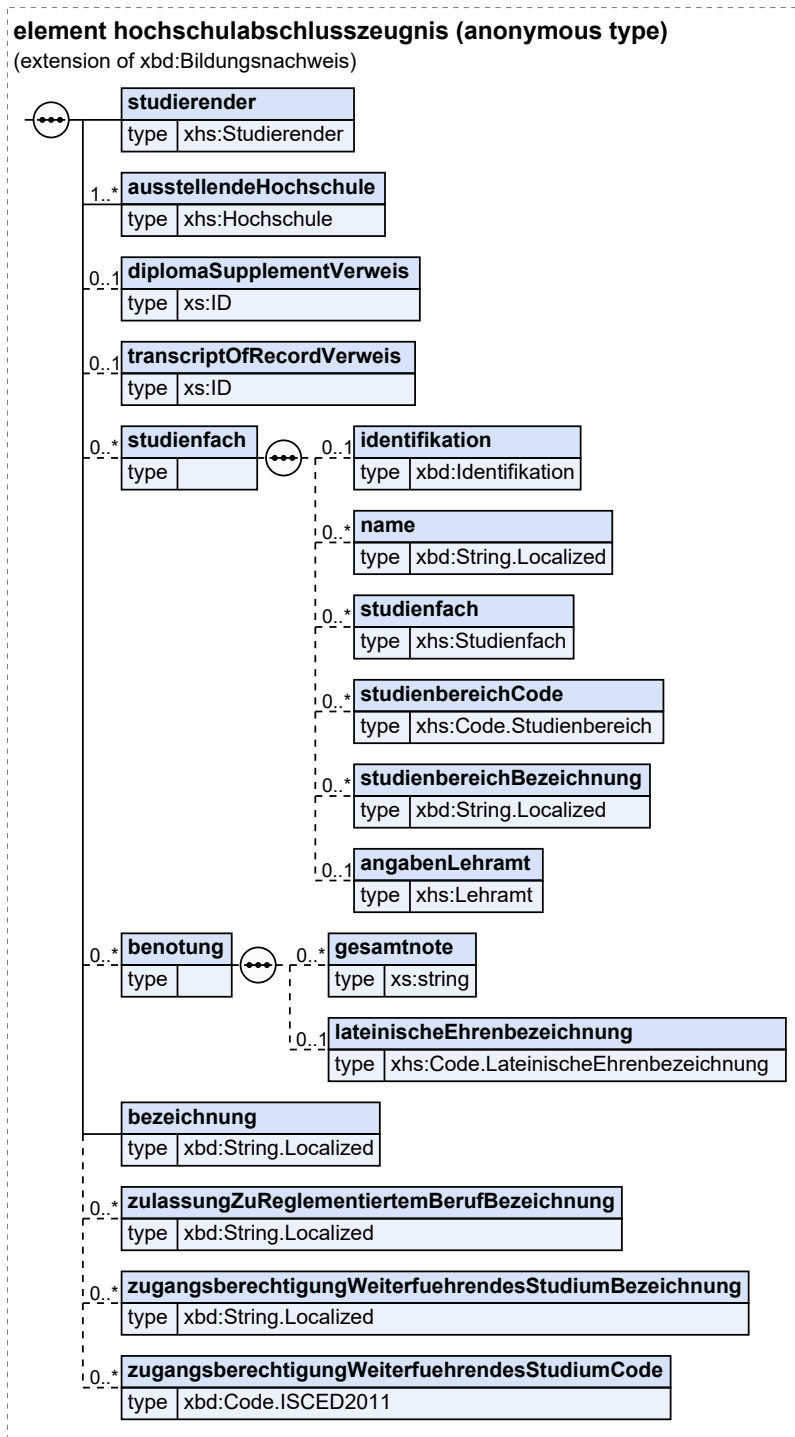 element hochschulabschlusszeugnis (anonymous type)
(extension of xbd:Bildungsnachweis)
studierender
type xhs:Studierender
1..* ausstellendeHochschule
type xhs:Hochschule
0..1 diplomaSupplementVerweis
type xs:ID
0..1 transcriptOfRecordVerweis
type xs:ID
0..* studienfach
type
0..1 identifikation
type xbd:Identifikation
0..* name
type xbd:String.Localized
0..* studienfach
type xhs:Studienfach
0..* studienbereichCode
type xhs:Code.Studienbereich
0..* studienbereichBezeichnung
type xbd:String.Localized
0..1 angabenLehramt
type xhs:Lehramt
0..* benotung
type
0..* gesamtnote
type xs:string
0..1 lateinischeEhrenbezeichnung
type xhs:Code.LateinischeEhrenbezeichnung
bezeichnung
type xbd:String.Localized
0..* zulassungZuReglementiertemBerufBezeichnung
type xbd:String.Localized
0..* zugangsberechtigungWeiterfuehrendesStudiumBezeichnung
type xbd:String.Localized
0..* zugangsberechtigungWeiterfuehrendesStudiumCode
type xbd:Code.ISCED2011